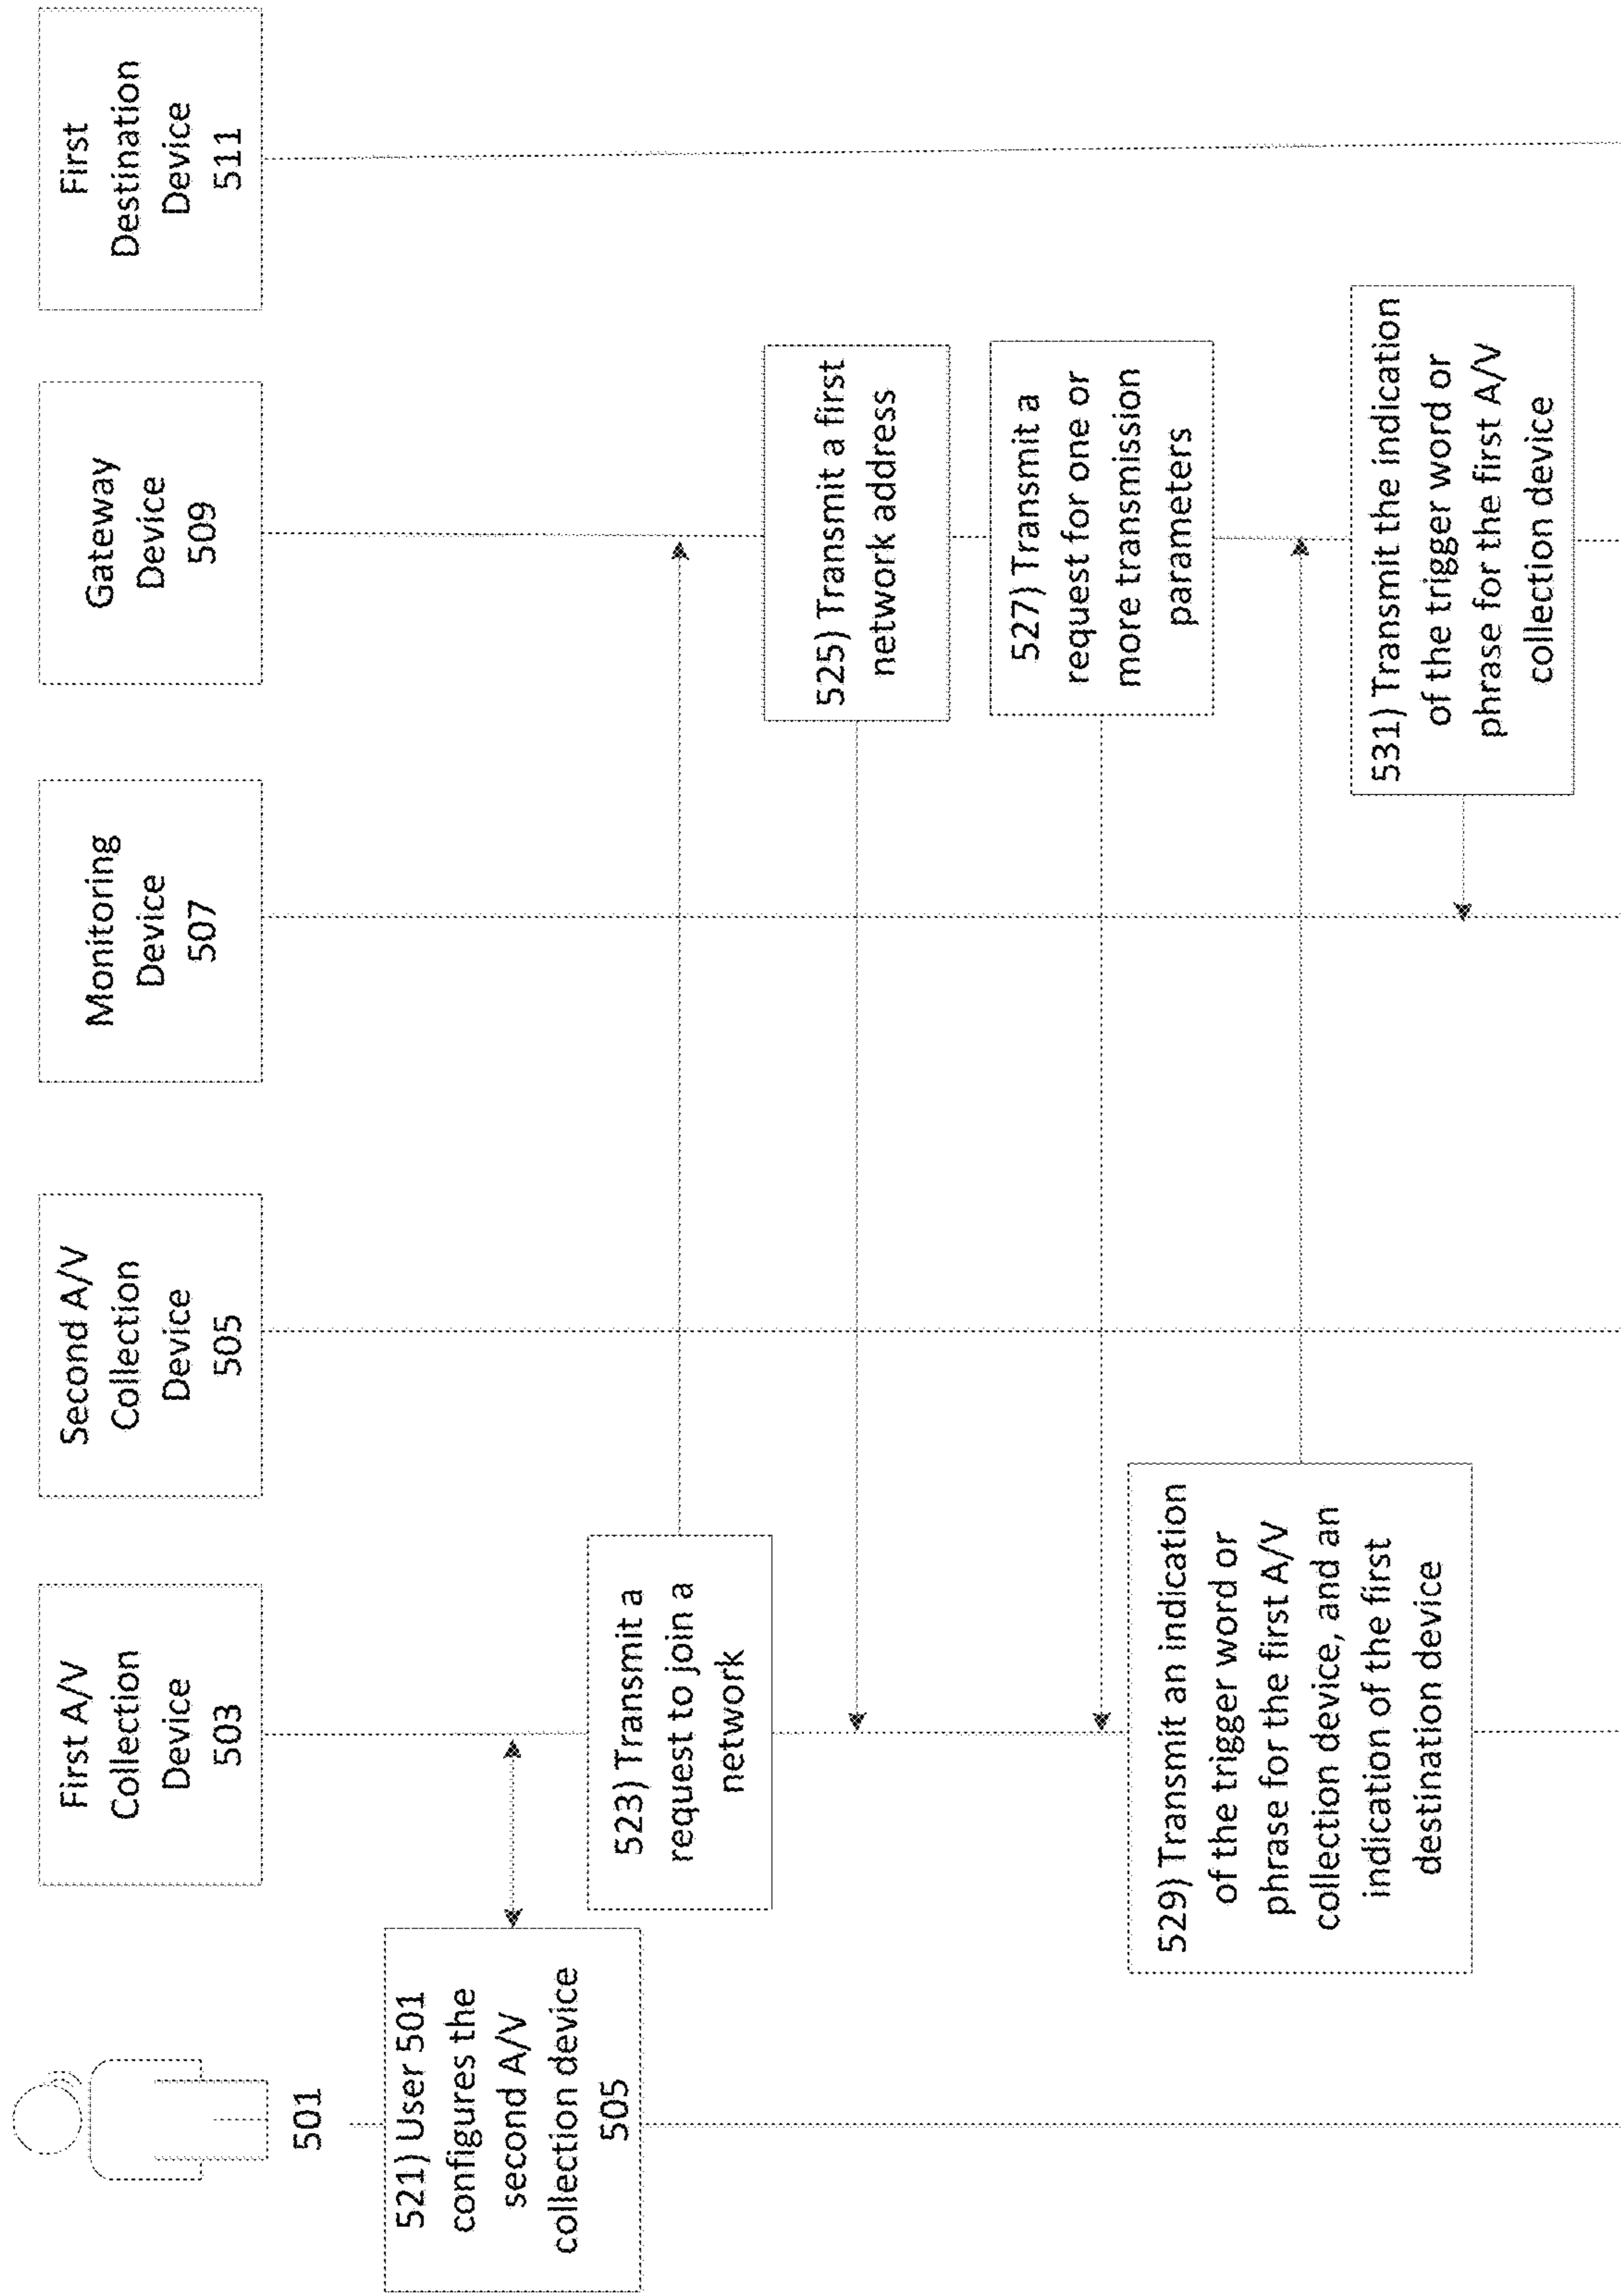 501
First A/V
Collection
Device
503
Second A/V
Collection
Device
505
Monitoring
Device
507
Gateway
Device
509
First
Destination
Device
511
521) User 501
configures the
second A/V
collection device
505
523) Transmit a
request to join a
network
525) Transmit a first
network address
527) Transmit a
request for one or
more transmission
parameters
529) Transmit an indication
of the trigger word or
phrase for the first A/V
collection device, and an
indication of the first
destination device
531) Transmit the indication
of the trigger word or
phrase for the first A/V
collection device